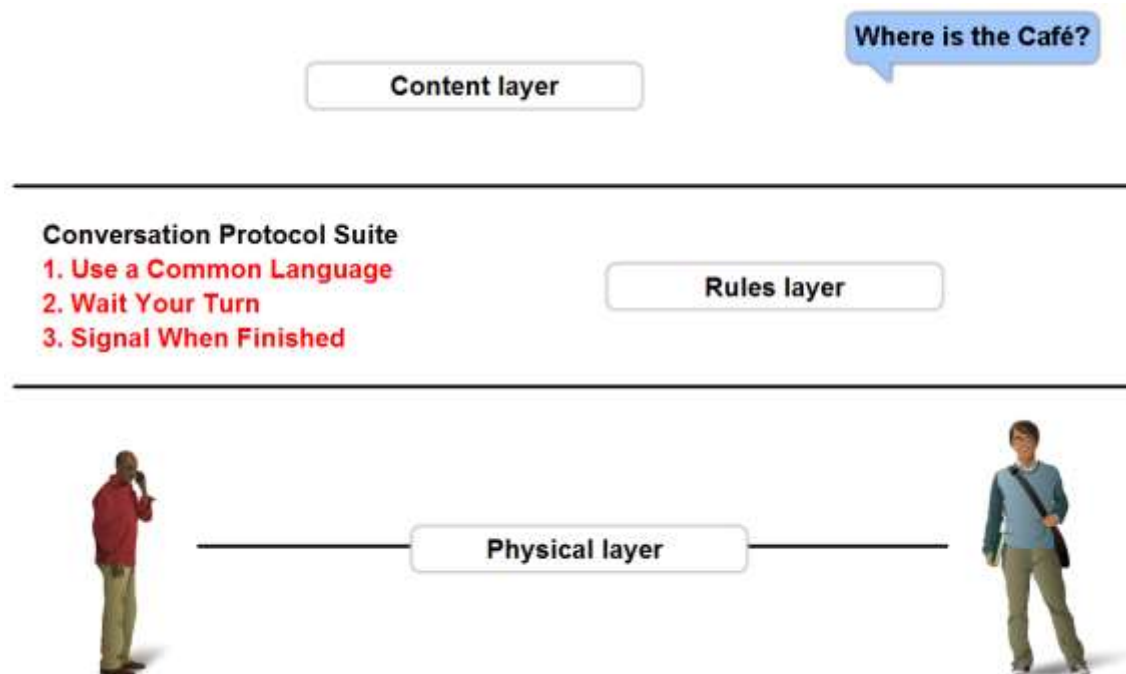 Where is the Café?
Content layer
Conversation Protocol Suite
1. Use a Common Language
2. Wait Your Turn
3. Signal When Finished
Rules layer
Physical layer